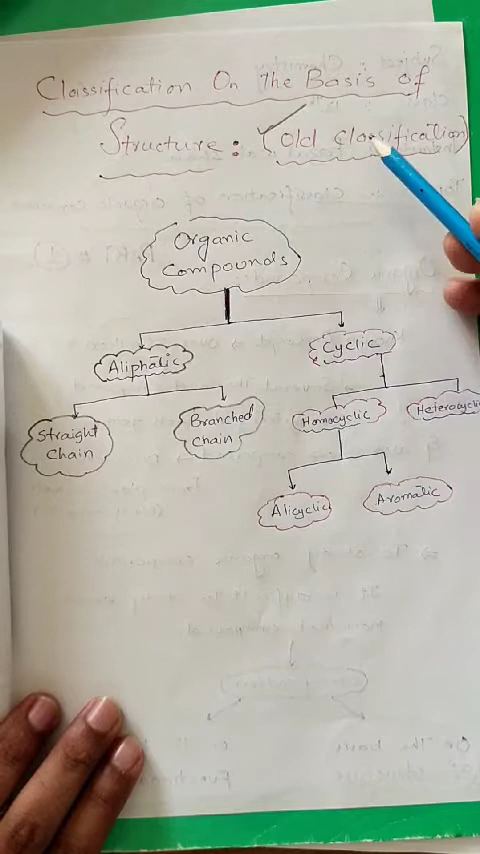 Classification On The Basis of
Structure : (Old Classification)
Organic
Compounds
Aliphatic
Cyclic
Straight
Chain
Branched
Chain
Homocyclic
Heterocyclic
Alicyclic
Aromatic